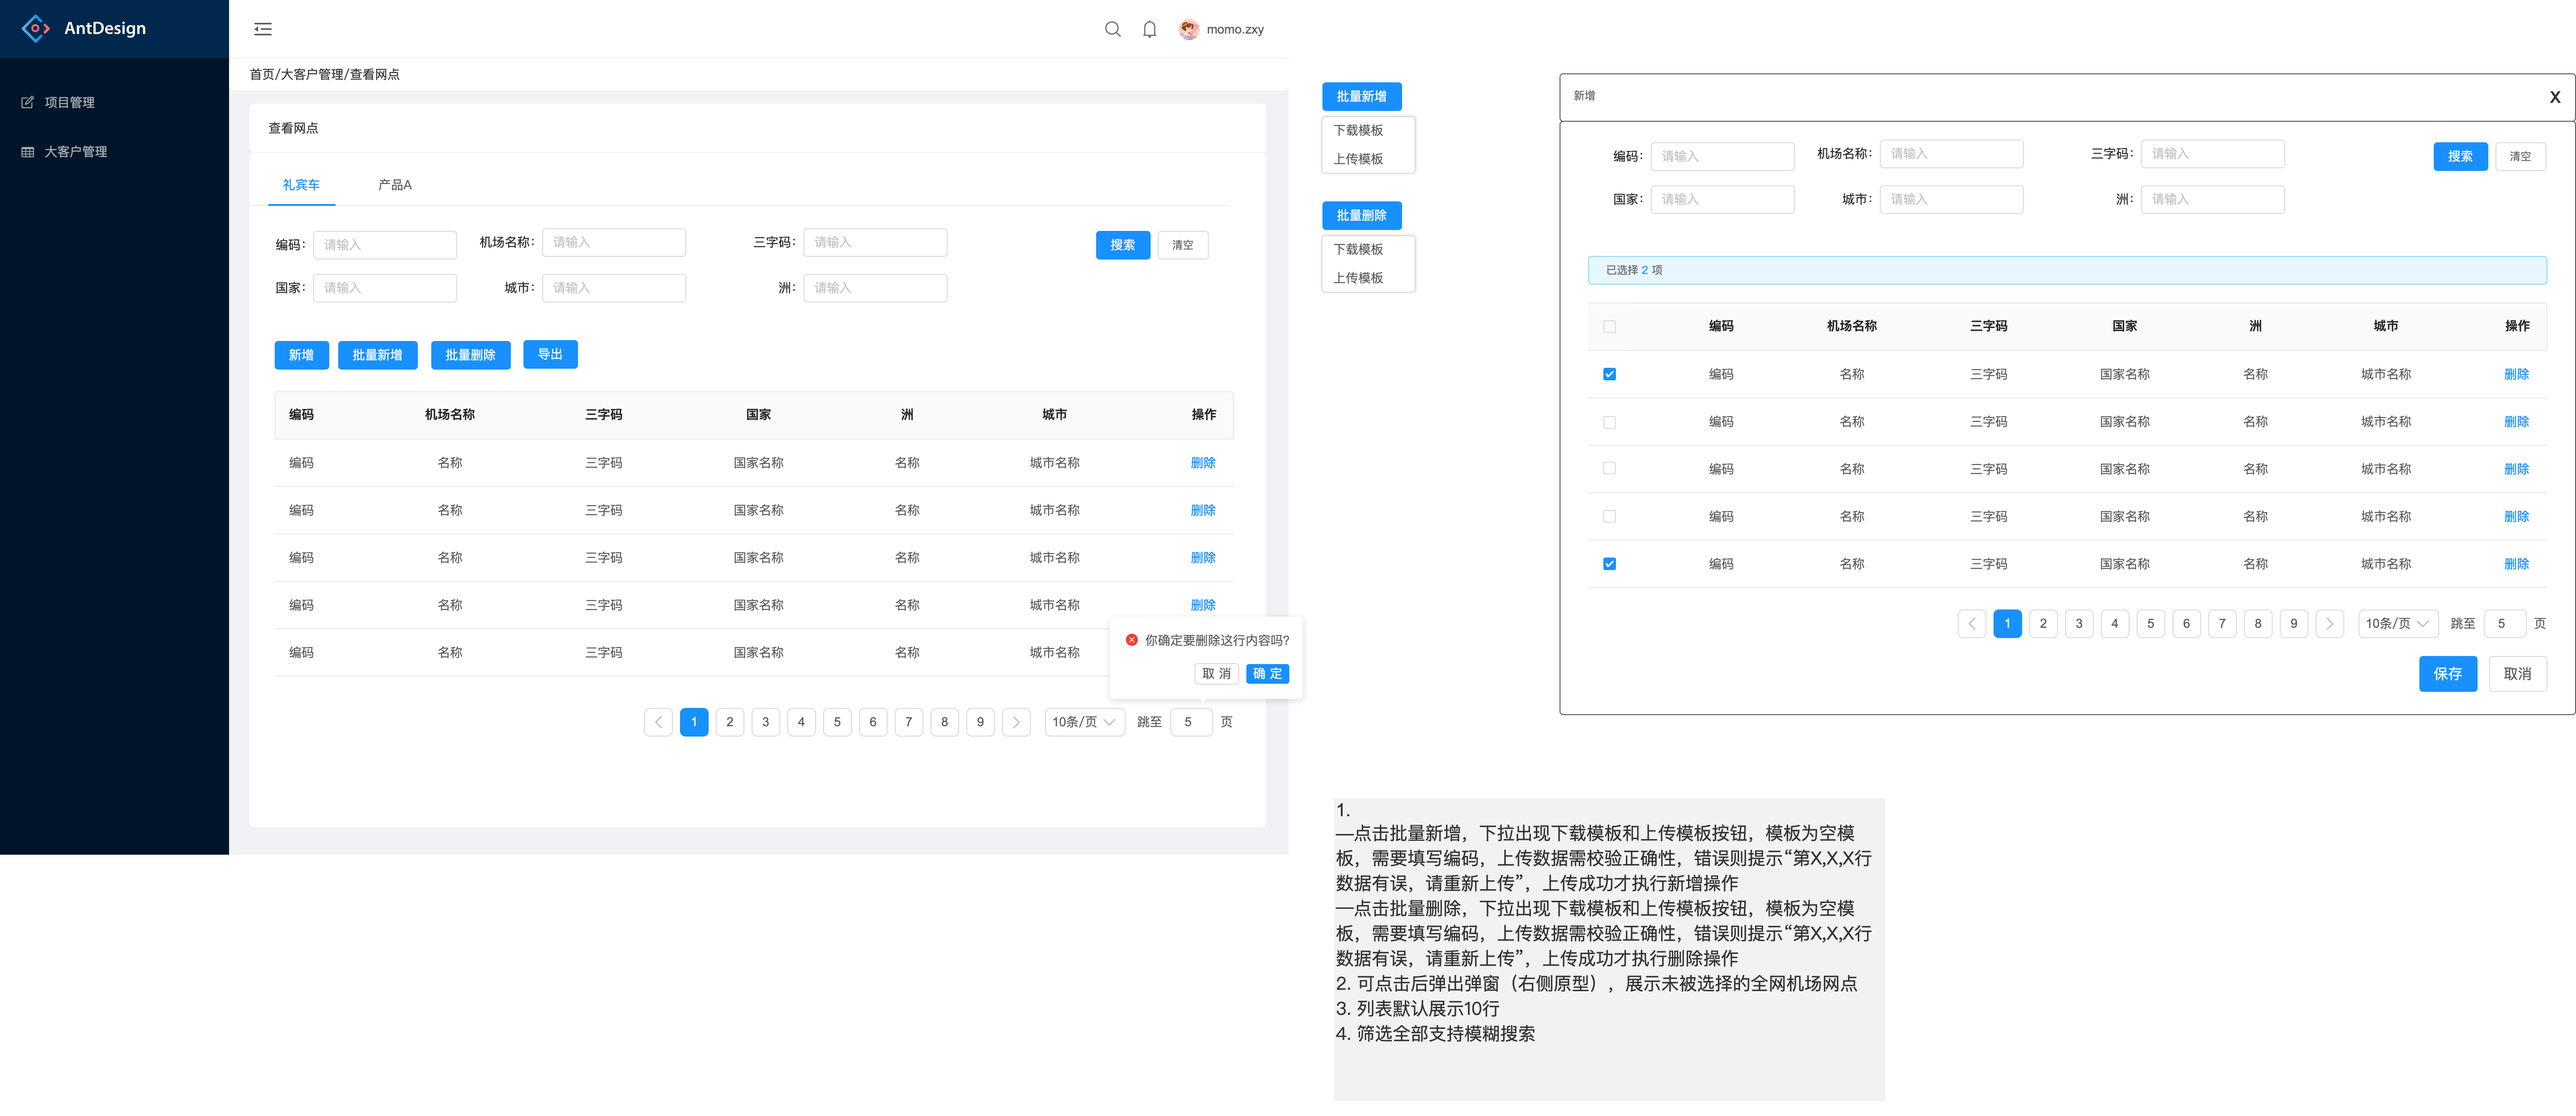 AntDesign
项目管理
大客户管理
momo.zxy
首页/大客户管理/查看网点
查看网点
礼宾车 产品A
编码： 请输入 机场名称： 请输入 三字码： 请输入 搜索 清空
国家： 请输入 城市： 请输入 洲： 请输入
新增 批量新增 批量删除 导出
编码 机场名称 三字码 国家 洲 城市 操作
编码 名称 三字码 国家名称 名称 城市名称 删除
编码 名称 三字码 国家名称 名称 城市名称 删除
编码 名称 三字码 国家名称 名称 城市名称 删除
编码 名称 三字码 国家名称 名称 城市名称 删除
编码 名称 三字码 国家名称 名称 城市名称
你确定要删除这行内容吗?
取 消 确 定
1 2 3 4 5 6 7 8 9 10条/页 跳至 5 页
批量新增
下载模板
上传模板
批量删除
下载模板
上传模板
新增 X
编码： 请输入 机场名称： 请输入 三字码： 请输入 搜索 清空
国家： 请输入 城市： 请输入 洲： 请输入
已选择 2 项
编码 机场名称 三字码 国家 洲 城市 操作
编码 名称 三字码 国家名称 名称 城市名称 删除
编码 名称 三字码 国家名称 名称 城市名称 删除
编码 名称 三字码 国家名称 名称 城市名称 删除
编码 名称 三字码 国家名称 名称 城市名称 删除
编码 名称 三字码 国家名称 名称 城市名称 删除
1 2 3 4 5 6 7 8 9 10条/页 跳至 5 页
保存 取消
1.
—点击批量新增，下拉出现下载模板和上传模板按钮，模板为空模
板，需要填写编码，上传数据需校验正确性，错误则提示“第X,X,X行
数据有误，请重新上传”，上传成功才执行新增操作
—点击批量删除，下拉出现下载模板和上传模板按钮，模板为空模
板，需要填写编码，上传数据需校验正确性，错误则提示“第X,X,X行
数据有误，请重新上传”，上传成功才执行删除操作
2. 可点击后弹出弹窗（右侧原型），展示未被选择的全网机场网点
3. 列表默认展示10行
4. 筛选全部支持模糊搜索